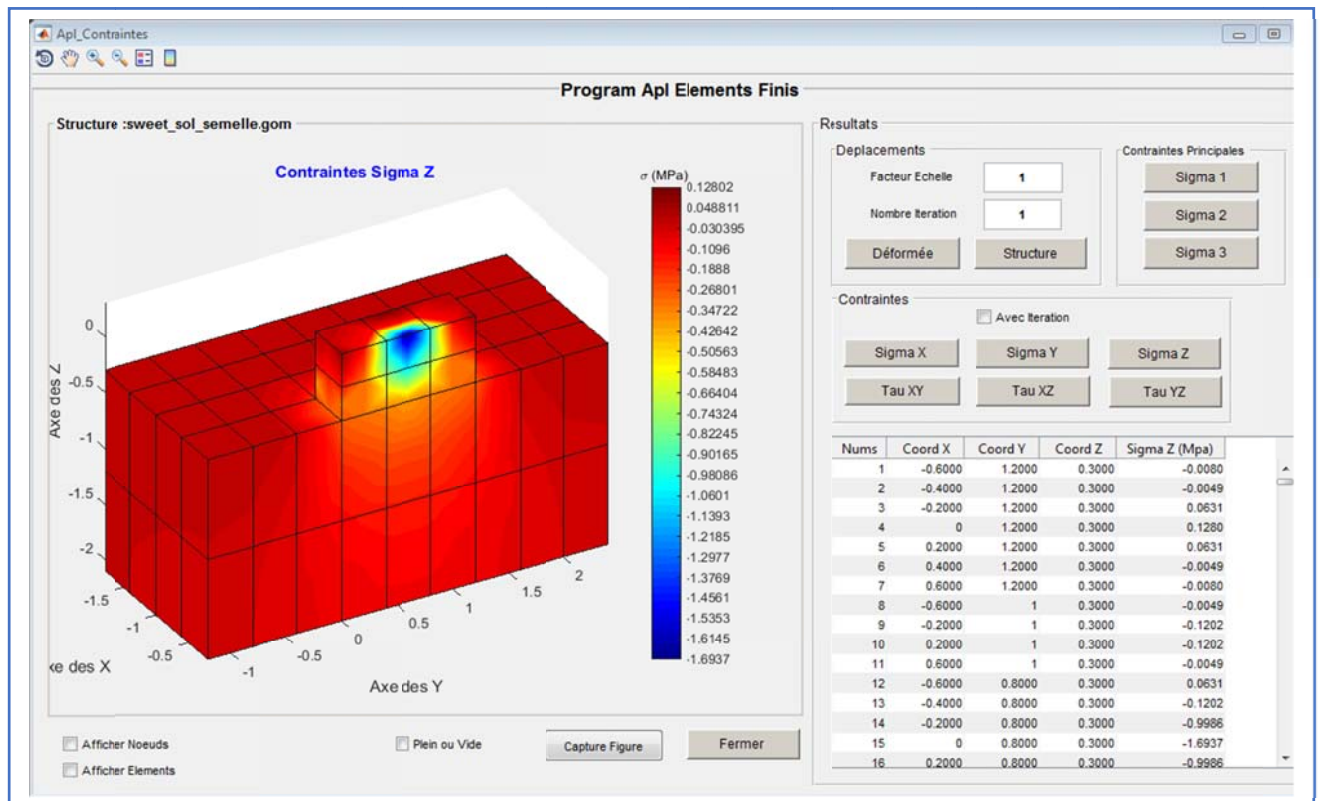 Apl_Contraintes
Program Apl Elements Finis
Structure :sweet_sol_semelle.gom
Contraintes Sigma Z
σ (MPa)
0.12802
0.048811
-0.030395
-0.1096
-0.1888
-0.26801
-0.34722
-0.42642
-0.50563
-0.58483
-0.66404
-0.74324
-0.82245
-0.90165
-0.98086
-1.0601
-1.1393
-1.2185
-1.2977
-1.3769
-1.4561
-1.5353
-1.6145
-1.6937
Axe des Z
0
-0.5
-1
-1.5
-2
-1.5
-1
-0.5
xe des X
-1
-0.5
0
0.5
1
1.5
2
Axe des Y
Afficher Noeuds
Afficher Elements
Plein ou Vide
Capture Figure
Fermer
Resultats
Deplacements
Facteur Echelle 1
Nombre Iteration 1
Déformée Structure
Contraintes Principales
Sigma 1
Sigma 2
Sigma 3
Contraintes
Avec Iteration
Sigma X Sigma Y Sigma Z
Tau XY Tau XZ Tau YZ
Nums Coord X Coord Y Coord Z Sigma Z (Mpa)
1 -0.6000 1.2000 0.3000 -0.0080
2 -0.4000 1.2000 0.3000 -0.0049
3 -0.2000 1.2000 0.3000 0.0631
4 0 1.2000 0.3000 0.1280
5 0.2000 1.2000 0.3000 0.0631
6 0.4000 1.2000 0.3000 -0.0049
7 0.6000 1.2000 0.3000 -0.0080
8 -0.6000 1 0.3000 -0.0049
9 -0.2000 1 0.3000 -0.1202
10 0.2000 1 0.3000 -0.1202
11 0.6000 1 0.3000 -0.0049
12 -0.6000 0.8000 0.3000 0.0631
13 -0.4000 0.8000 0.3000 -0.1202
14 -0.2000 0.8000 0.3000 -0.9986
15 0 0.8000 0.3000 -1.6937
16 0.2000 0.8000 0.3000 -0.9986